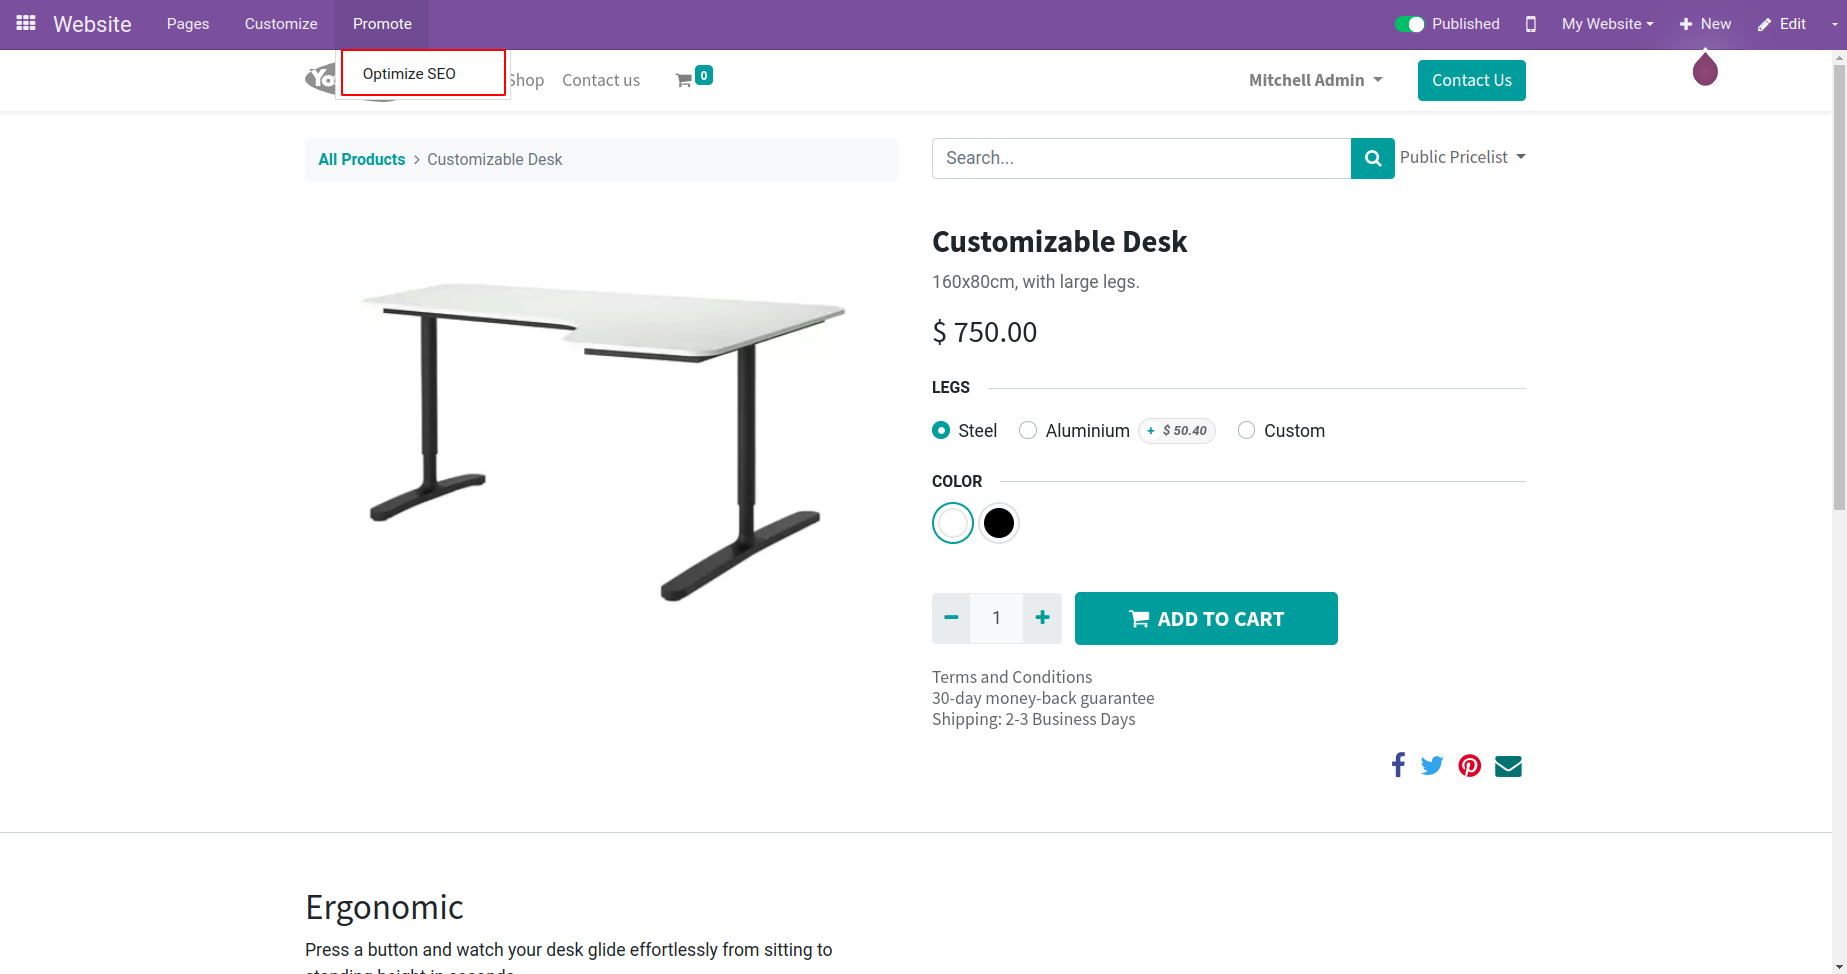 Website Pages Customize Promote Published My Website New Edit
Optimize SEO
Contact us 0 Mitchell Admin Contact Us
All Products > Customizable Desk
Search... Public Pricelist
Customizable Desk
160x80cm, with large legs.
$ 750.00
LEGS
Steel Aluminium + $ 50.40 Custom
COLOR
1 ADD TO CART
Terms and Conditions
30-day money-back guarantee
Shipping: 2-3 Business Days
Ergonomic
Press a button and watch your desk glide effortlessly from sitting to